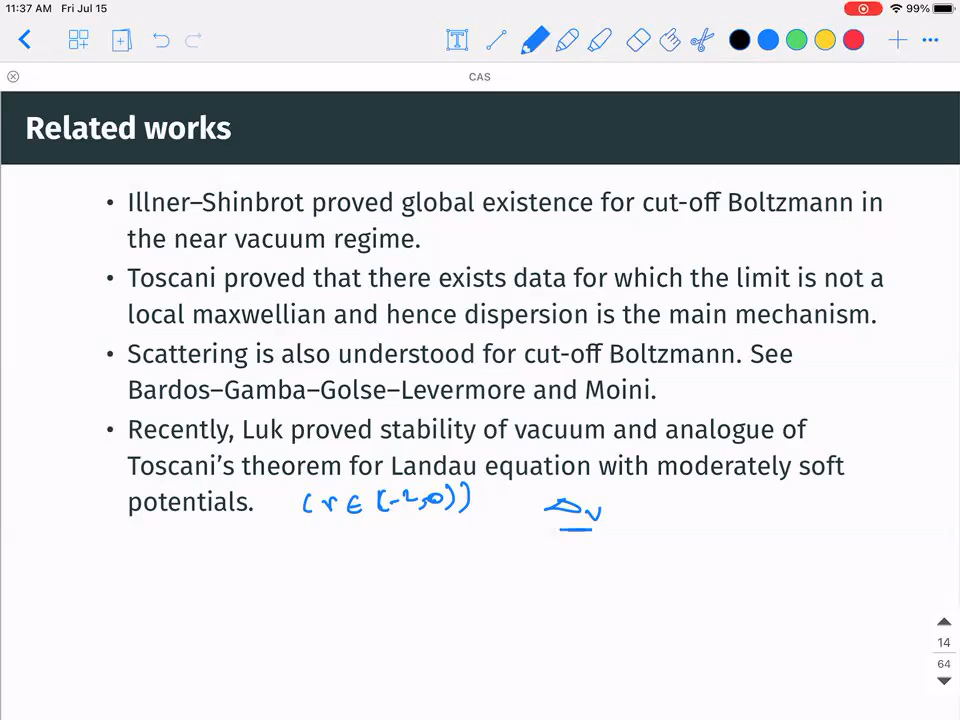 11:37 AM Fri Jul 15
99%
CAS
Related works
• Illner–Shinbrot proved global existence for cut-off Boltzmann in
the near vacuum regime.
• Toscani proved that there exists data for which the limit is not a
local maxwellian and hence dispersion is the main mechanism.
• Scattering is also understood for cut-off Boltzmann. See
Bardos–Gamba–Golse–Levermore and Moini.
• Recently, Luk proved stability of vacuum and analogue of
Toscani's theorem for Landau equation with moderately soft
potentials. (γ ∈ (-2,0)) Δv
14
64